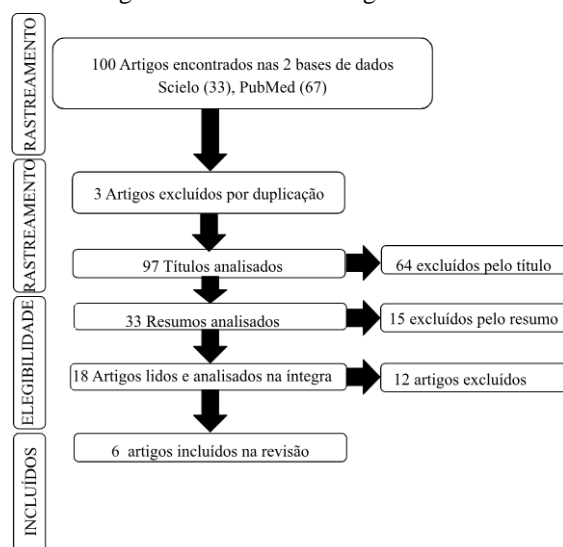 RASTREAMENTO
100 Artigos encontrados nas 2 bases de dados
Scielo (33), PubMed (67)
RASTREAMENTO
3 Artigos excluídos por duplicação
97 Títulos analisados
64 excluídos pelo título
ELEGIBILIDADE
33 Resumos analisados
15 excluídos pelo resumo
18 Artigos lidos e analisados na íntegra
12 artigos excluídos
INCLUÍDOS
6 artigos incluídos na revisão